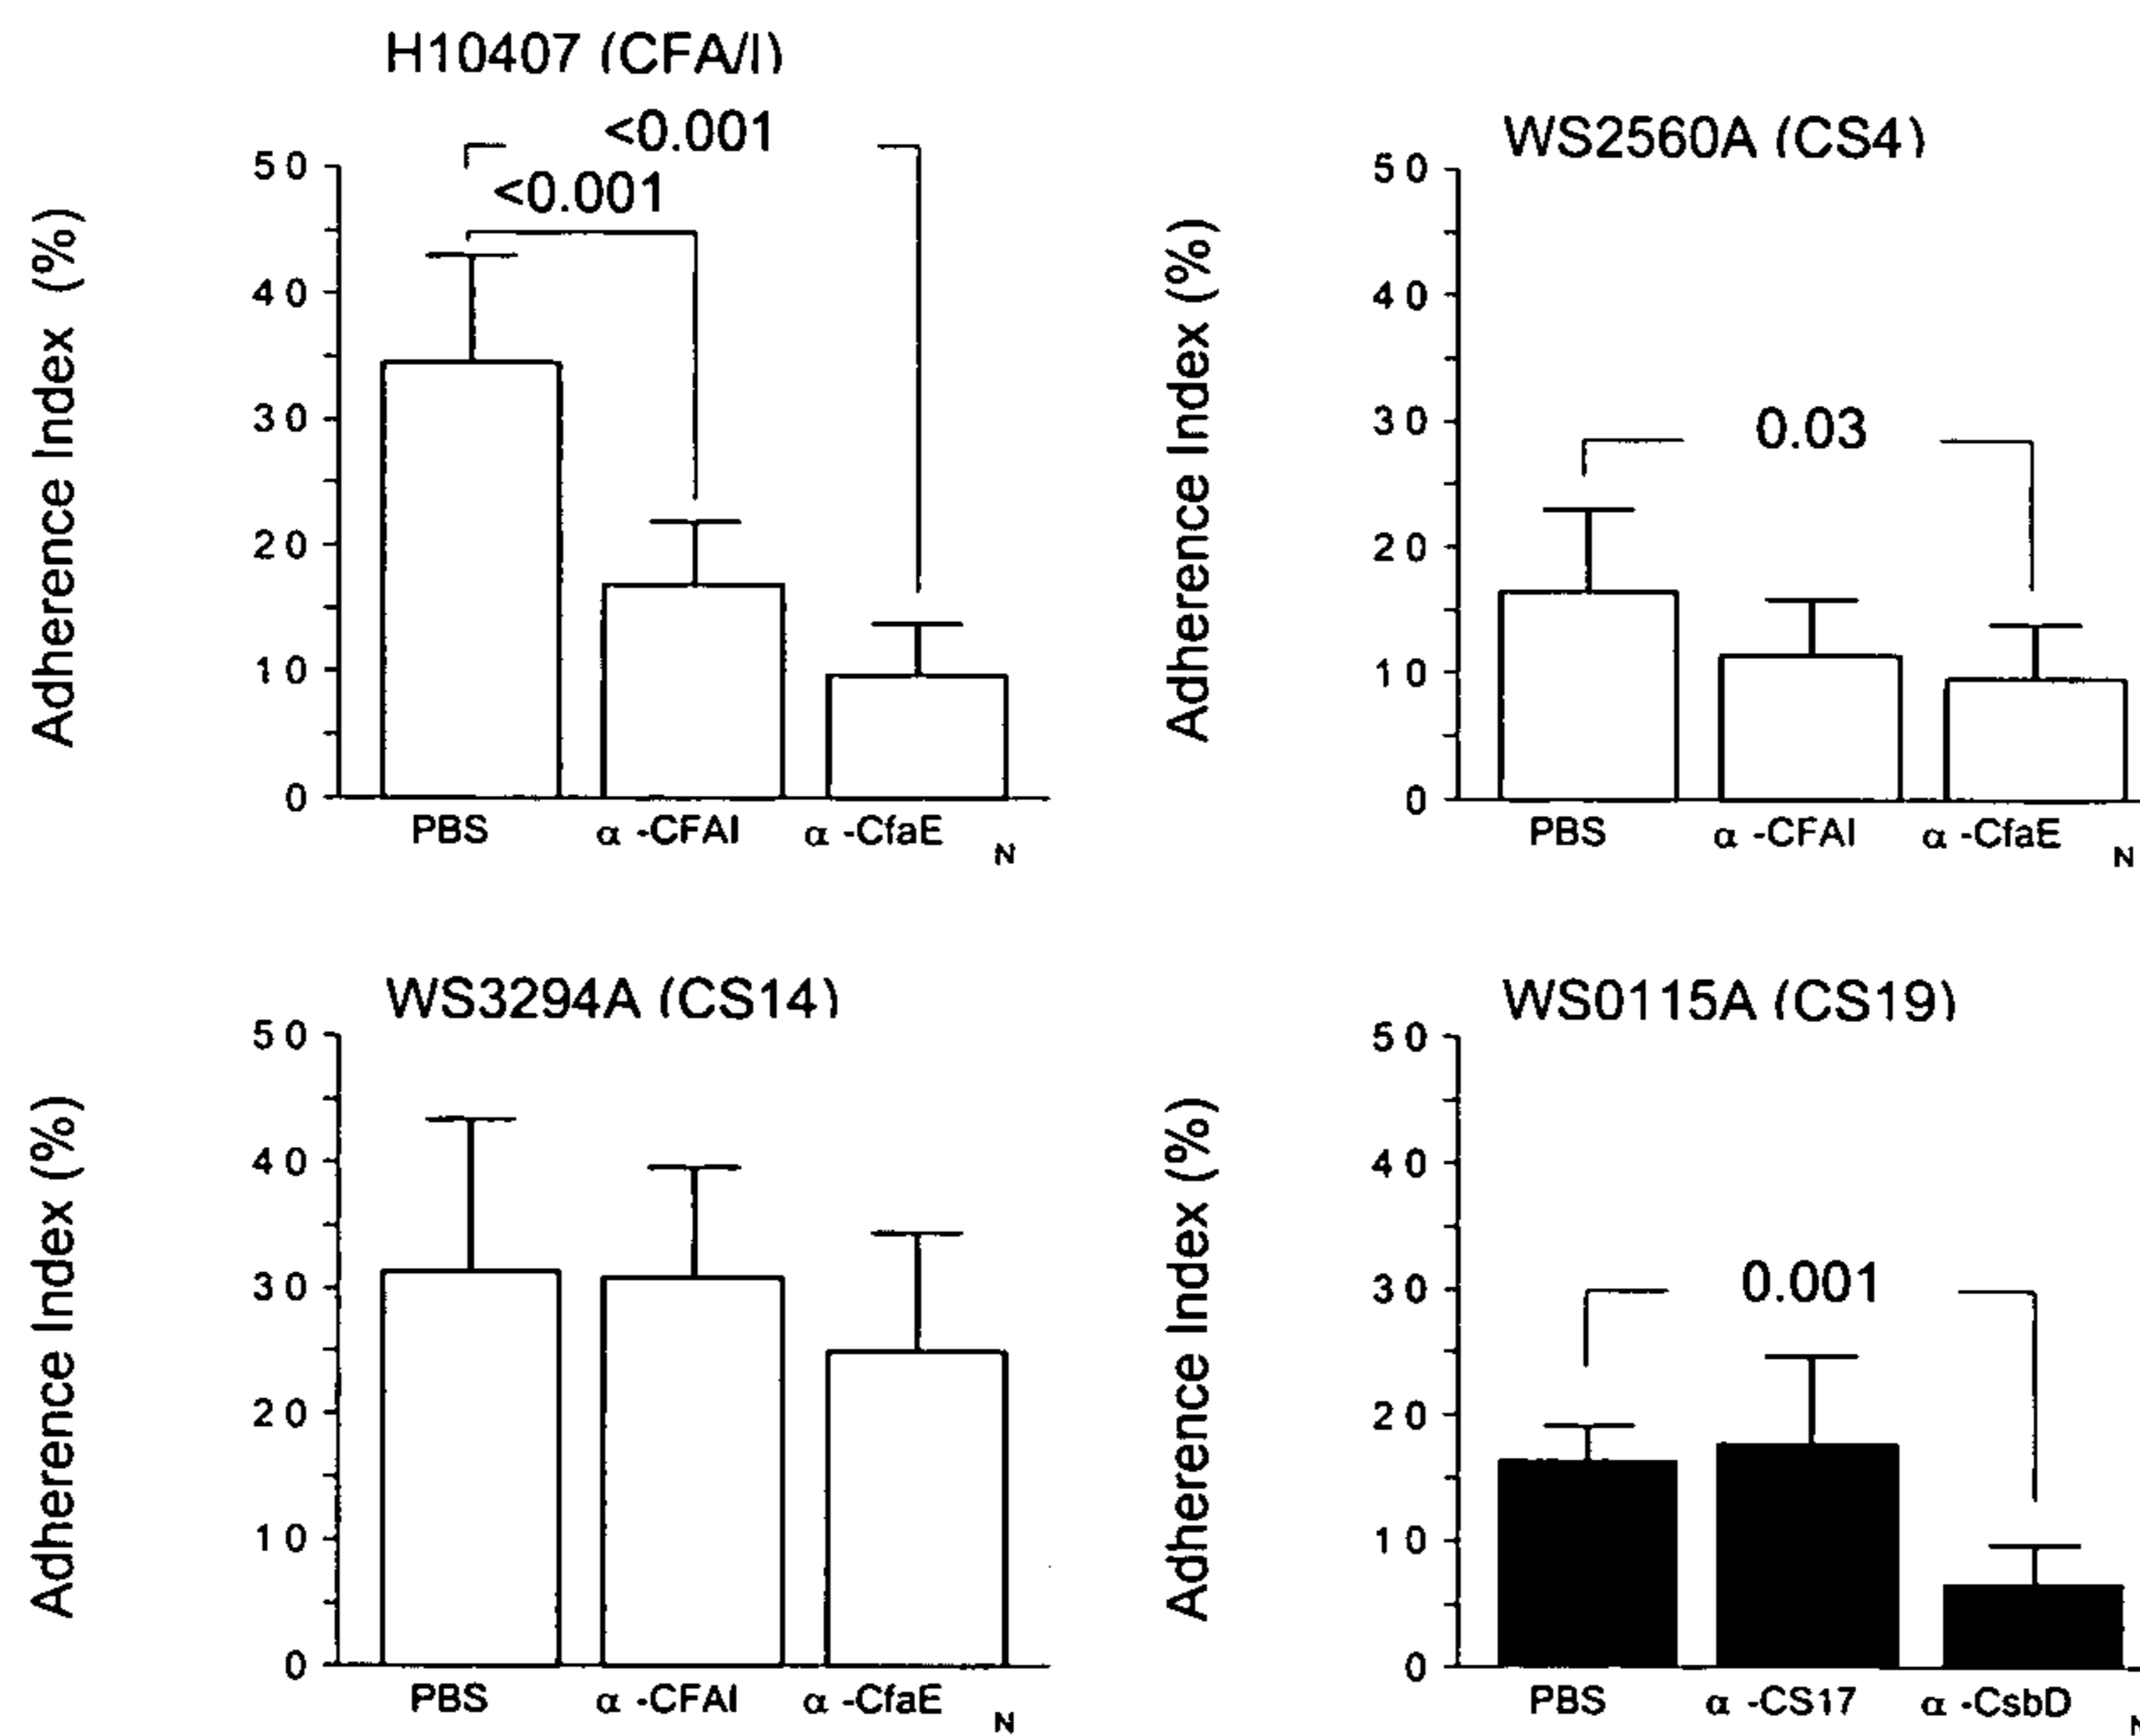 H10407 (CFA/I)
<0.001
<0.001
Adherence Index (%)
50
40
30
20
10
0
PBS
α -CFAI
α -CfaE
N
WS2560A (CS4)
0.03
Adherence Index (%)
50
40
30
20
10
0
PBS
α -CFAI
α -CfaE
N
WS3294A (CS14)
Adherence Index (%)
50
40
30
20
10
0
PBS
α -CFAI
α -CfaE
N
WS0115A (CS19)
0.001
Adherence Index (%)
50
40
30
20
10
0
PBS
α -CS17
α -CsbD
N